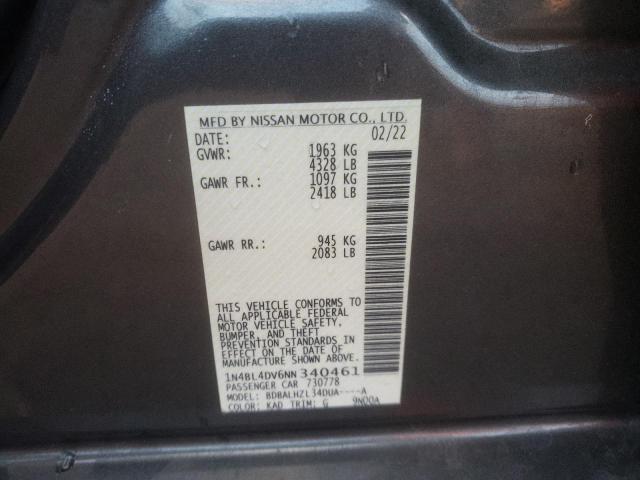 MFD BY NISSAN MOTOR CO., LTD.
DATE: 02/22
GVWR: 1963 KG
4328 LB
GAWR FR.: 1097 KG
2418 LB
GAWR RR.: 945 KG
2083 LB
THIS VEHICLE CONFORMS TO
ALL APPLICABLE FEDERAL
MOTOR VEHICLE SAFETY,
BUMPER, AND THEFT
PREVENTION STANDARDS IN
EFFECT ON THE DATE OF
MANUFACTURE SHOWN ABOVE.
1N4BL4DV6NN 340461
PASSENGER CAR 730778
MODEL: BDBALHZL34DUA----A
COLOR: KAD TRIM: G 9N00A